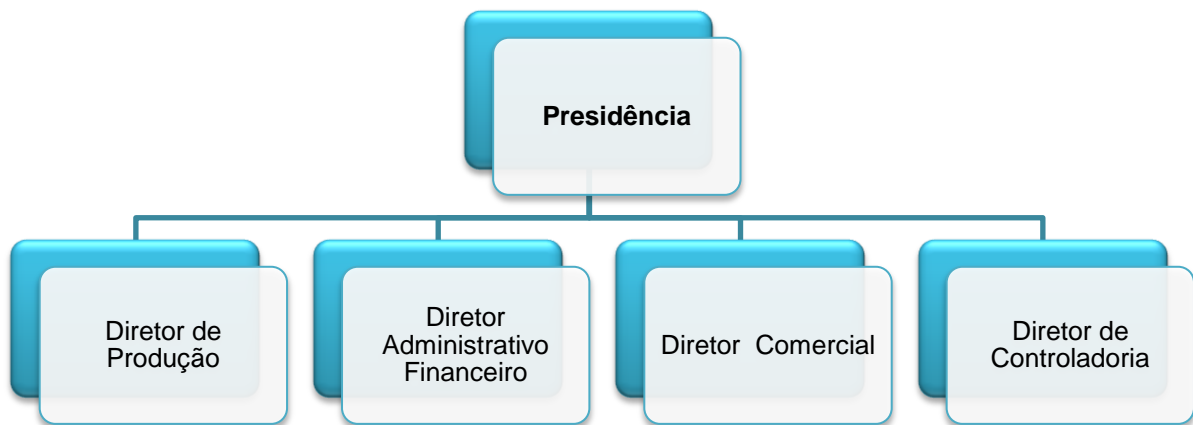 Presidência
Diretor de
Produção
Diretor
Administrativo
Financeiro
Diretor Comercial
Diretor de
Controladoria